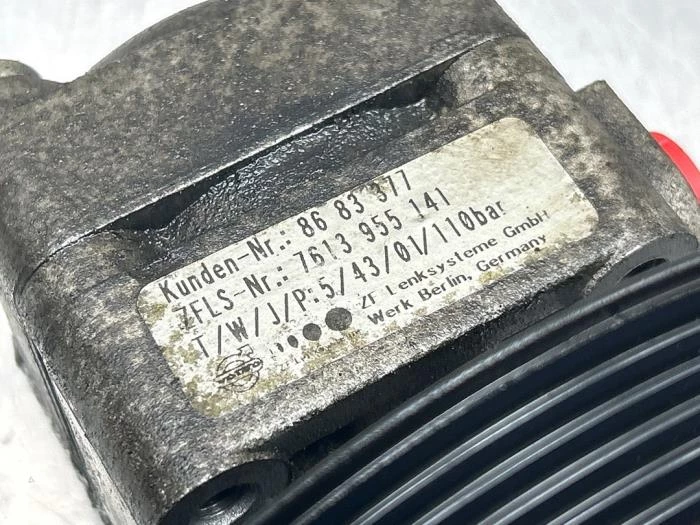 Kunden-Nr.: 86 83 377
ZFLS-Nr.: 7613 955 141
T/W/J/P:5/43/01/110bar
ZF Lenksysteme GmbH
Werk Berlin, Germany